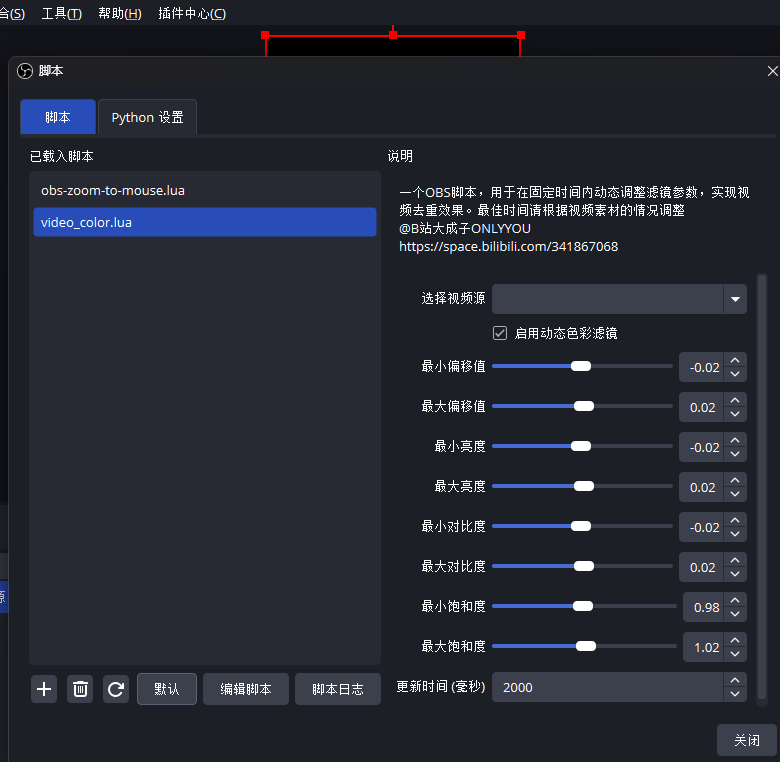 合(S) 工具(T) 帮助(H) 插件中心(C)
脚本
脚本 Python 设置
已载入脚本
obs-zoom-to-mouse.lua
video_color.lua
说明
一个OBS脚本，用于在固定时间内动态调整滤镜参数，实现视
频去重效果。最佳时间请根据视频素材的情况调整
@B站大成子ONLYYOU
https://space.bilibili.com/341867068
选择视频源
启用动态色彩滤镜
最小偏移值 -0.02
最大偏移值 0.02
最小亮度 -0.02
最大亮度 0.02
最小对比度 -0.02
最大对比度 0.02
最小饱和度 0.98
最大饱和度 1.02
更新时间 (毫秒) 2000
默认 编辑脚本 脚本日志
关闭